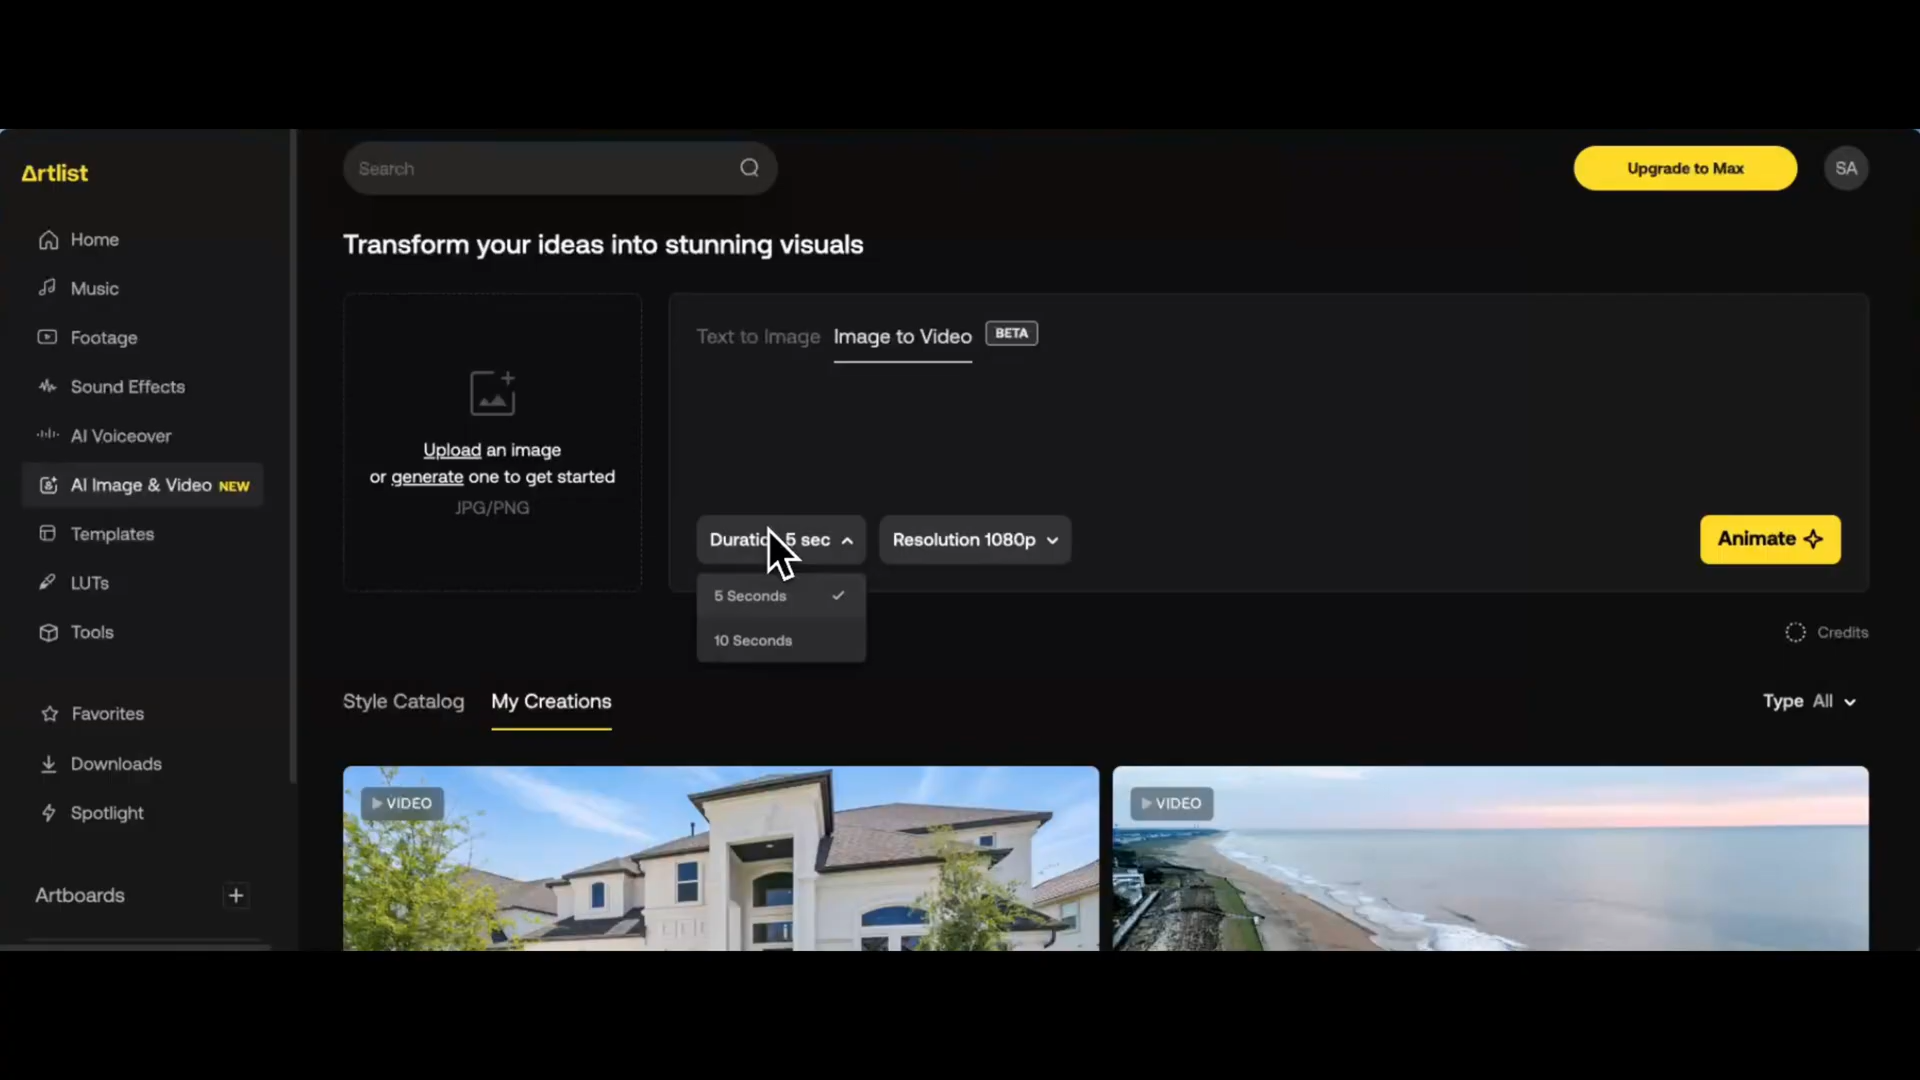 Artlist
Search
Upgrade to Max
SA
Home
Music
Footage
Sound Effects
AI Voiceover
AI Image & Video NEW
Templates
LUTs
Tools
Favorites
Downloads
Spotlight
Artboards
Transform your ideas into stunning visuals
Upload an image
or generate one to get started
JPG/PNG
Text to Image
Image to Video
BETA
Duration 5 sec
Resolution 1080p
Animate
5 Seconds
10 Seconds
Credits
Style Catalog
My Creations
Type All
VIDEO
VIDEO